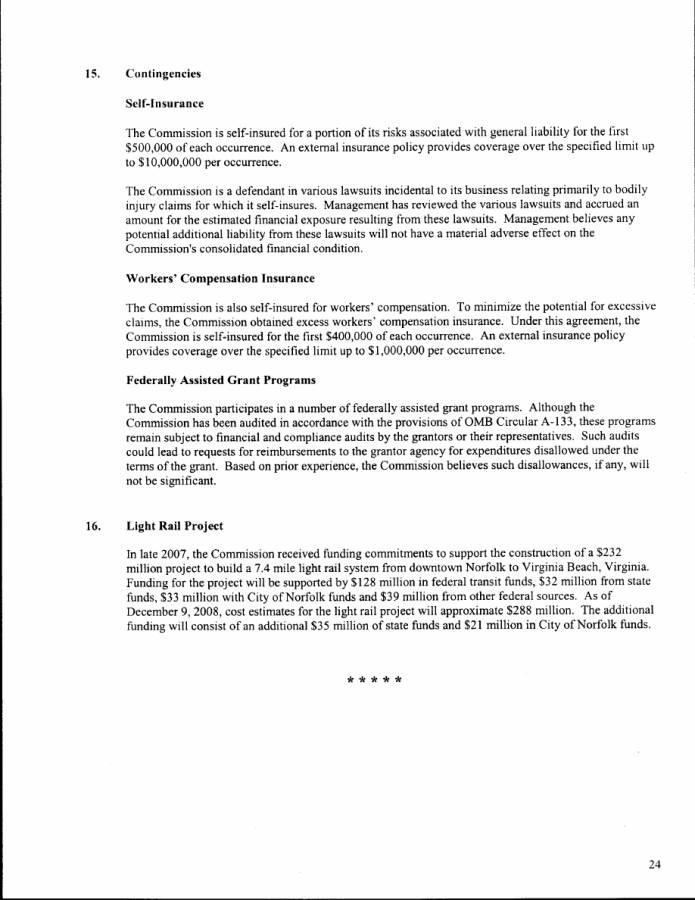 15. Contingencies
Self-Insurance
The Commission is self-insured for a portion of its risks associated with general liability for the first
$500,000 of each occurrence. An external insurance policy provides coverage over the specified limit up
to $10,000,000 per occurrence.
The Commission is a defendant in various lawsuits incidental to its business relating primarily to bodily
injury claims for which it self-insures. Management has reviewed the various lawsuits and accrued an
amount for the estimated financial exposure resulting from these lawsuits. Management believes any
potential additional liability from these lawsuits will not have a material adverse effect on the
Commission's consolidated financial condition.
Workers' Compensation Insurance
The Commission is also self-insured for workers' compensation. To minimize the potential for excessive
claims, the Commission obtained excess workers' compensation insurance. Under this agreement, the
Commission is self-insured for the first $400,000 of each occurrence. An external insurance policy
provides coverage over the specified limit up to $1,000,000 per occurrence.
Federally Assisted Grant Programs
The Commission participates in a number of federally assisted grant programs. Although the
Commission has been audited in accordance with the provisions of OMB Circular A-133, these programs
remain subject to financial and compliance audits by the grantors or their representatives. Such audits
could lead to requests for reimbursements to the grantor agency for expenditures disallowed under the
terms of the grant. Based on prior experience, the Commission believes such disallowances, if any, will
not be significant.
16. Light Rail Project
In late 2007, the Commission received funding commitments to support the construction of a $232
million project to build a 7.4 mile light rail system from downtown Norfolk to Virginia Beach, Virginia.
Funding for the project will be supported by $128 million in federal transit funds, $32 million from state
funds, $33 million with City of Norfolk funds and $39 million from other federal sources. As of
December 9, 2008, cost estimates for the light rail project will approximate $288 million. The additional
funding will consist of an additional $35 million of state funds and $21 million in City of Norfolk funds.
* * * * *
24